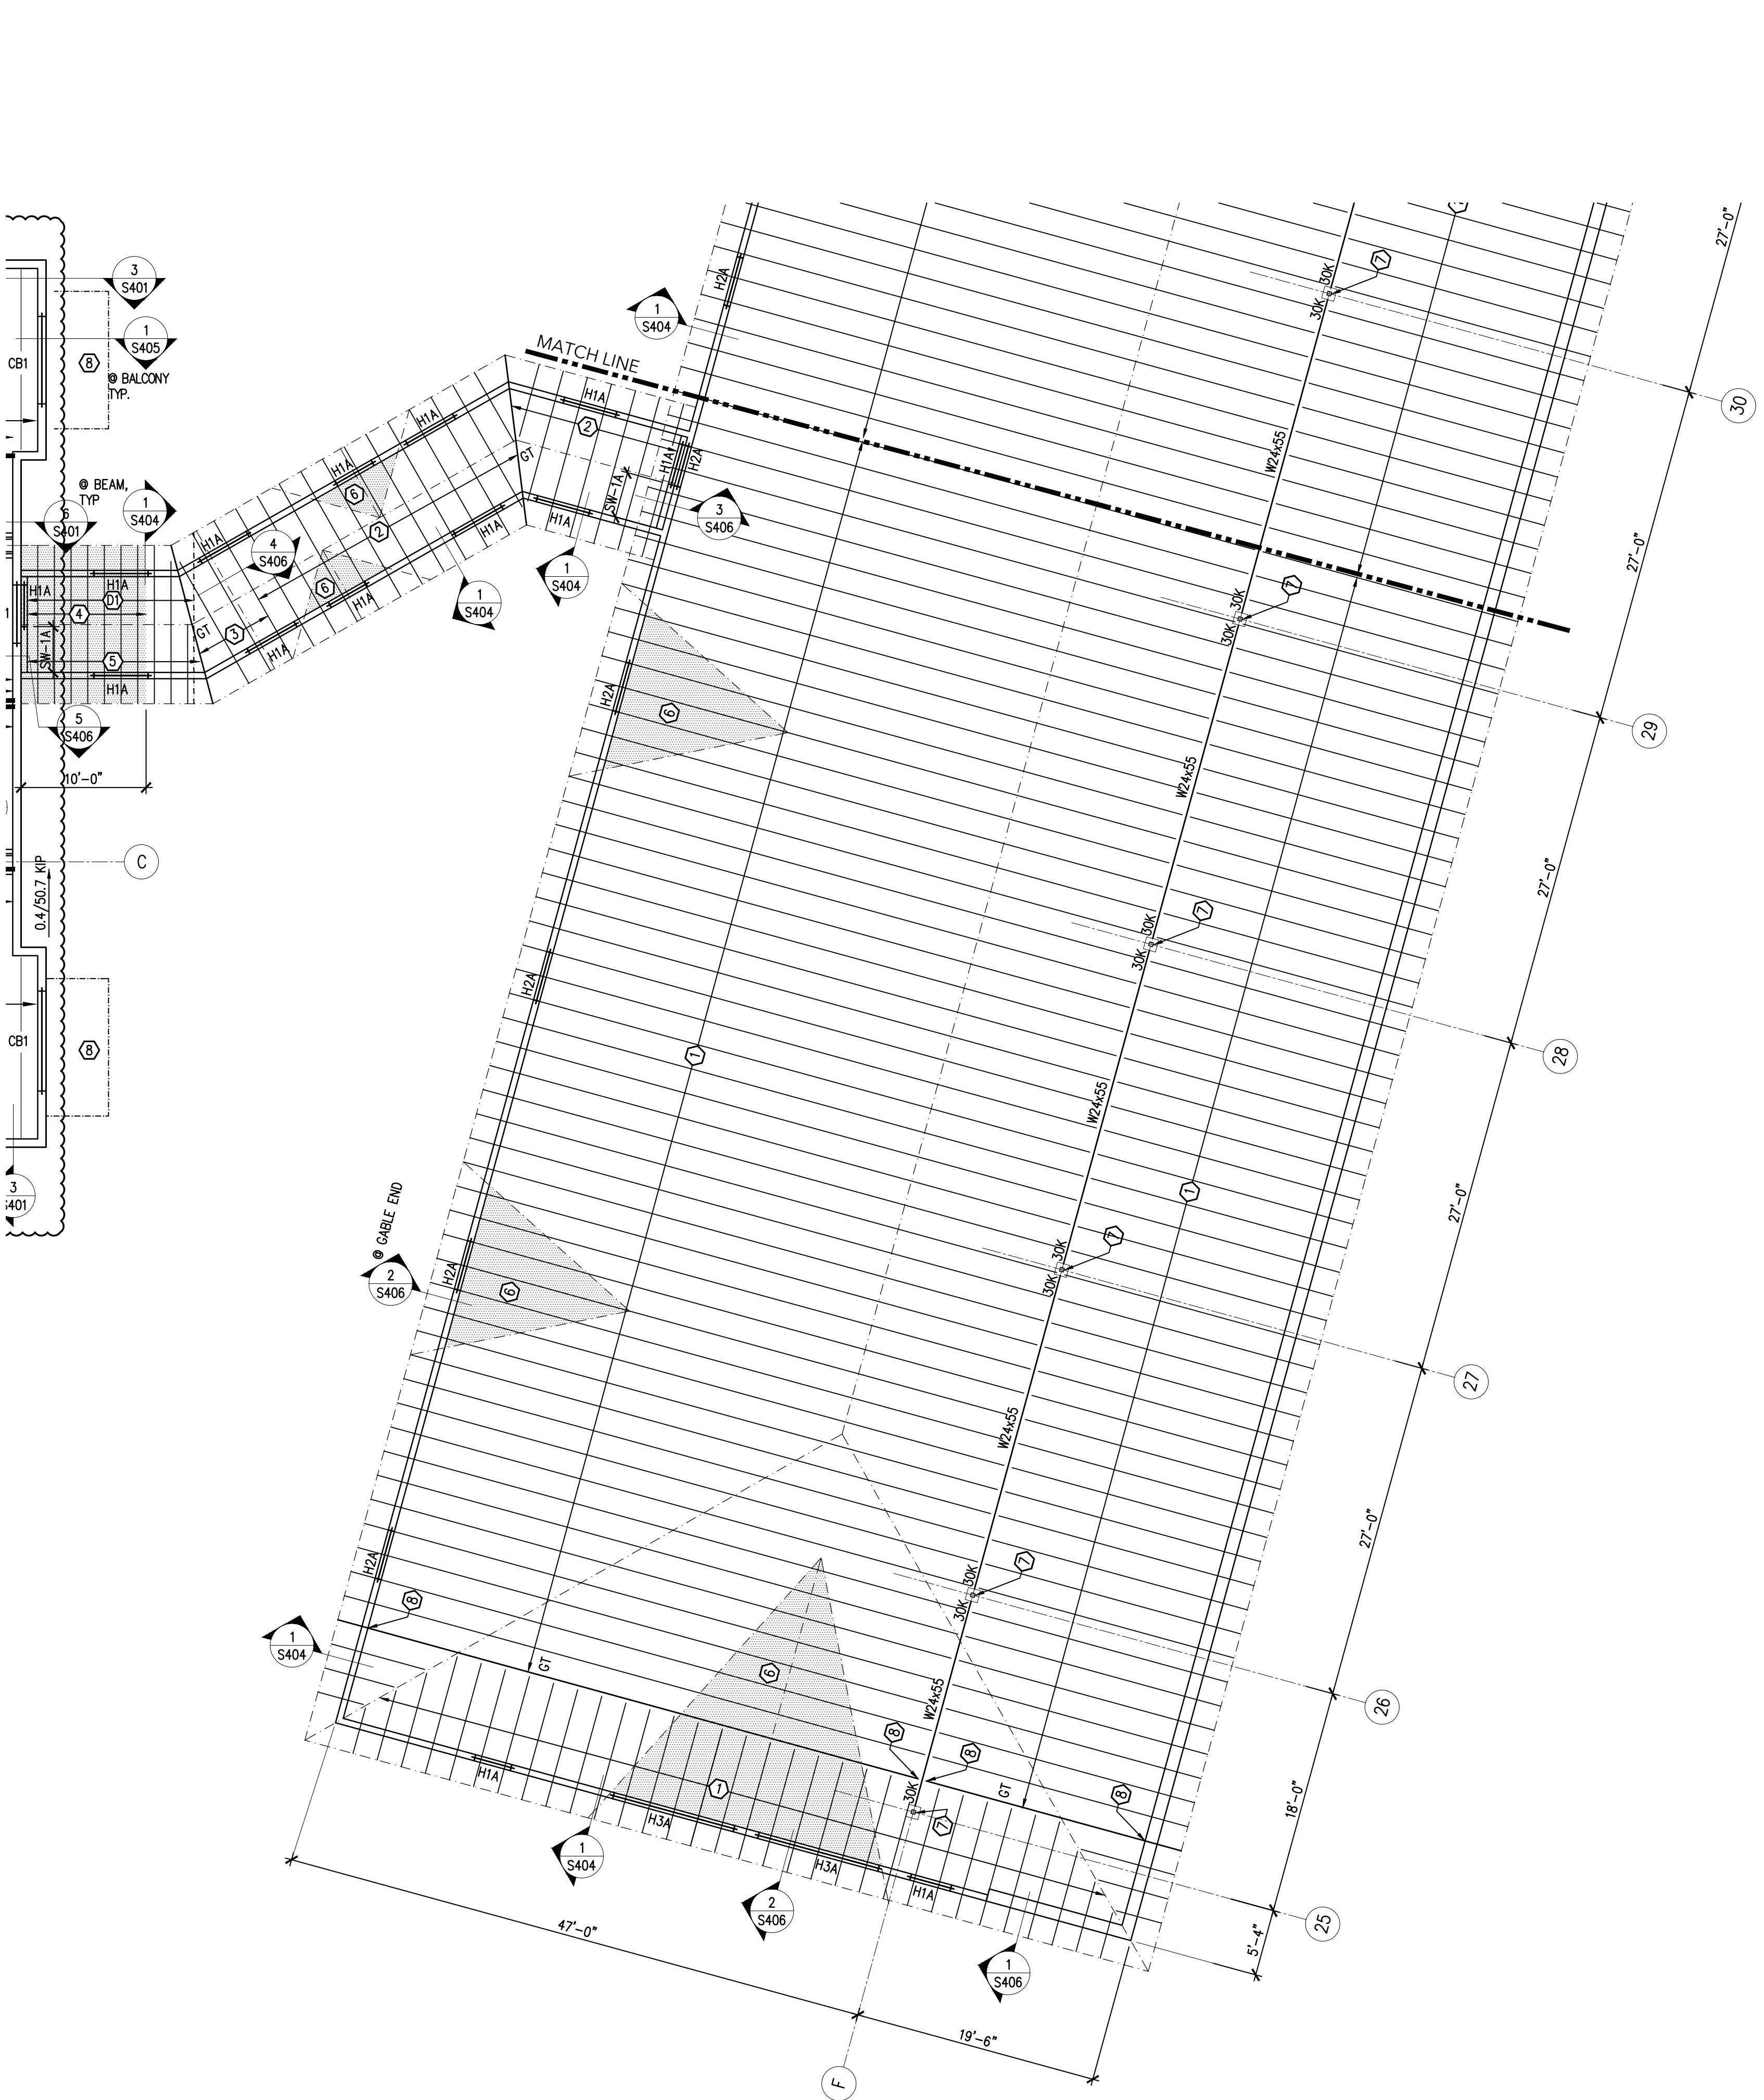 3
S401
1
S405
CB1
8
@ BALCONY
TYP.
@ BEAM,
TYP
6
S401
1
S404
H1A
H1A
D1
4
SW-1A
5
H1A
5
S406
10'-0"
C
0.4/50.7 KIP
CB1
8
3
S401
MATCH LINE
1
S404
H2A
H1A
2
GT
H1A
H1A
H2A
SW-1A
H1A
6
H1A
2
H1A
4
S406
H1A
6
H1A
H1A
GT
3
H1A
1
S404
1
S404
3
S406
30K
30K
7
27'-0"
30
W24x55
27'-0"
30K
30K
7
29
W24x55
27'-0"
30K
30K
7
28
W24x55
27'-0"
30K
30K
7
27
W24x55
27'-0"
30K
30K
7
26
W24x55
18'-0"
30K
7
25
5'-4"
H2A
6
H2A
1
1
@ GABLE END
2
S406
H2A
6
H2A
8
1
S404
GT
6
8
8
GT
8
1
H1A
H3A
H3A
H1A
1
S404
2
S406
1
S406
47'-0"
19'-6"
F